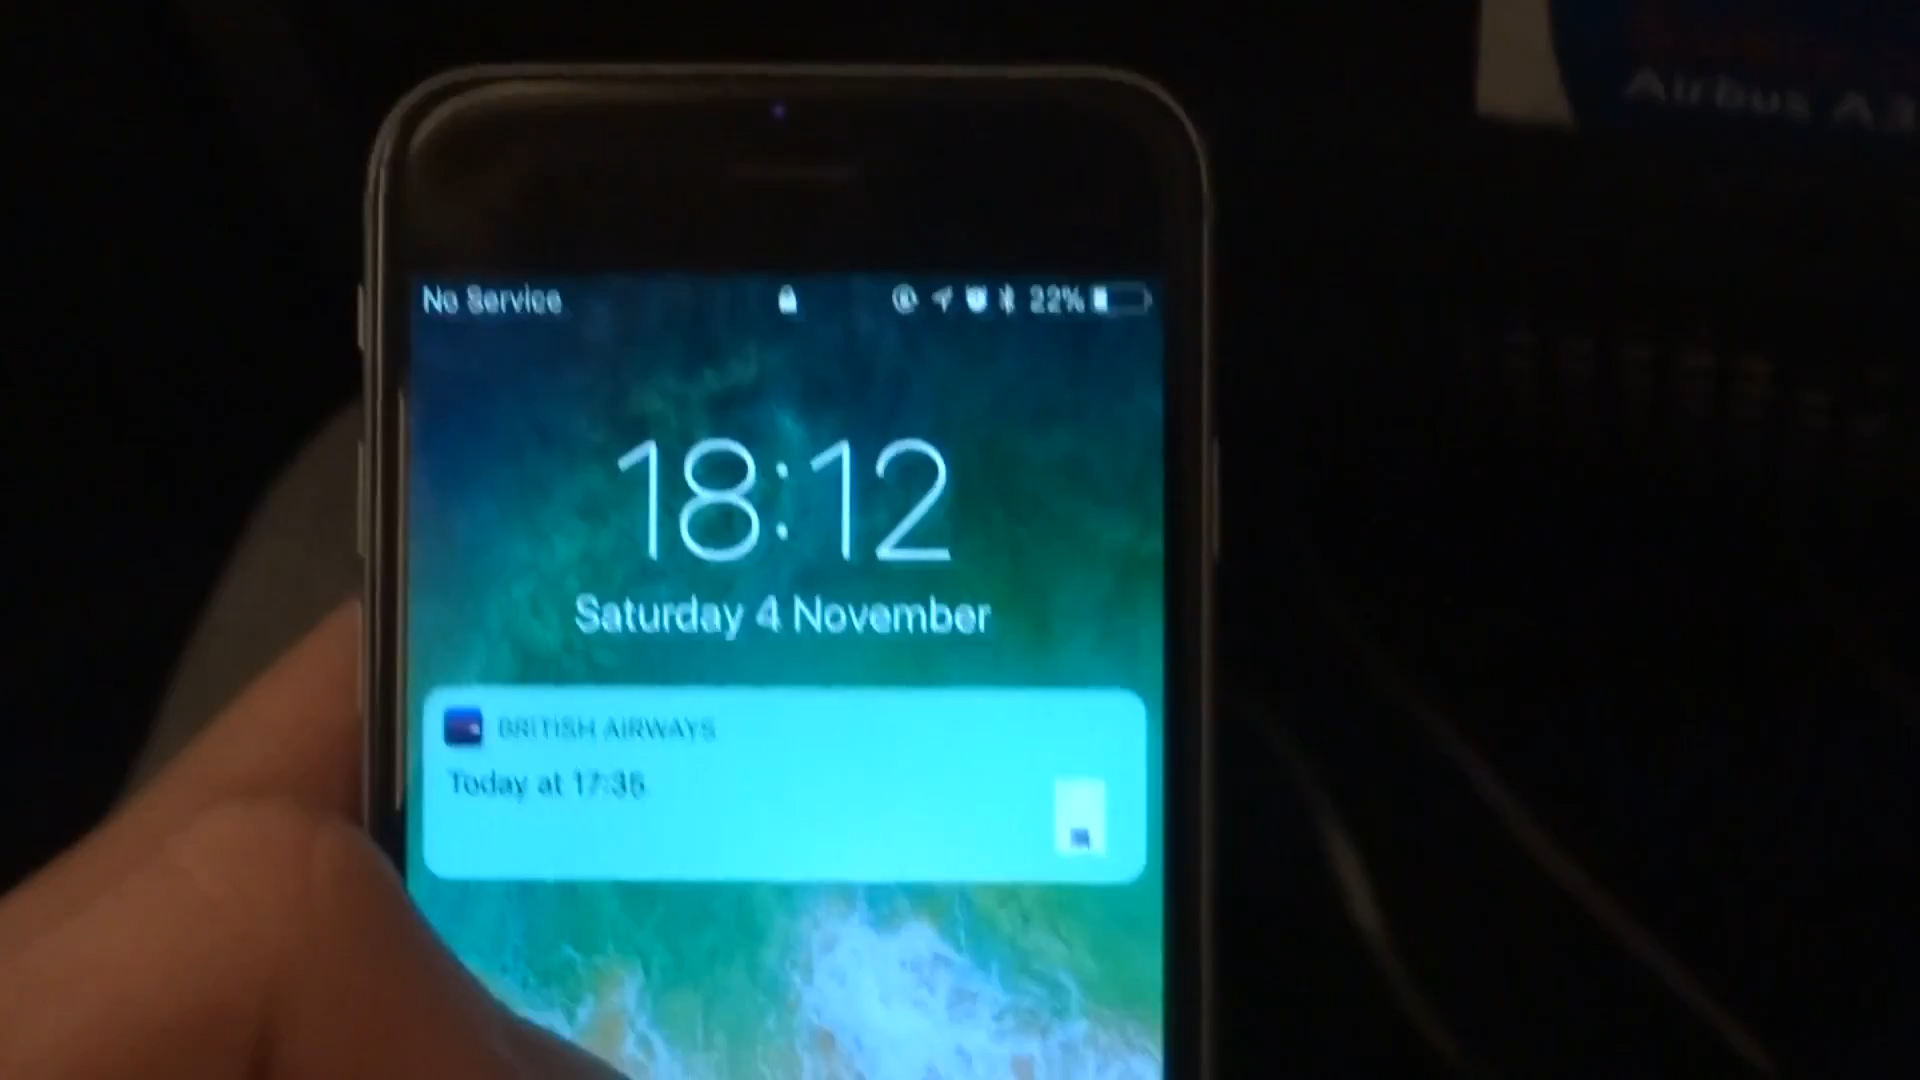 Airbus A3
No Service
22%
18:12
Saturday 4 November
BRITISH AIRWAYS
Today at 17:35